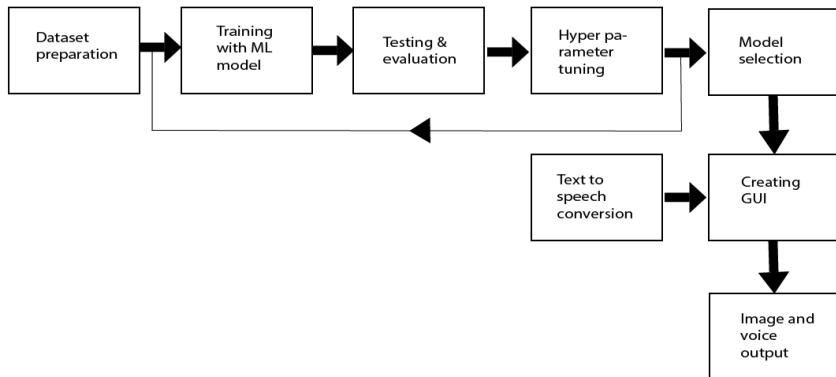 Dataset
preparation
Training
with ML
model
Testing &
evaluation
Hyper pa-
rameter
tuning
Model
selection
Text to
speech
conversion
Creating
GUI
Image and
voice
output